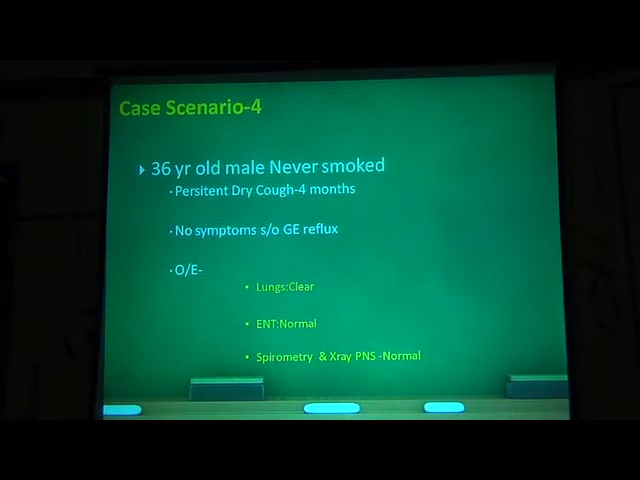 Case Scenario-4
36 yr old male Never smoked
Persitent Dry Cough-4 months
No symptoms s/o GE reflux
O/E-
Lungs:Clear
ENT:Normal
Spirometry & Xray PNS -Normal